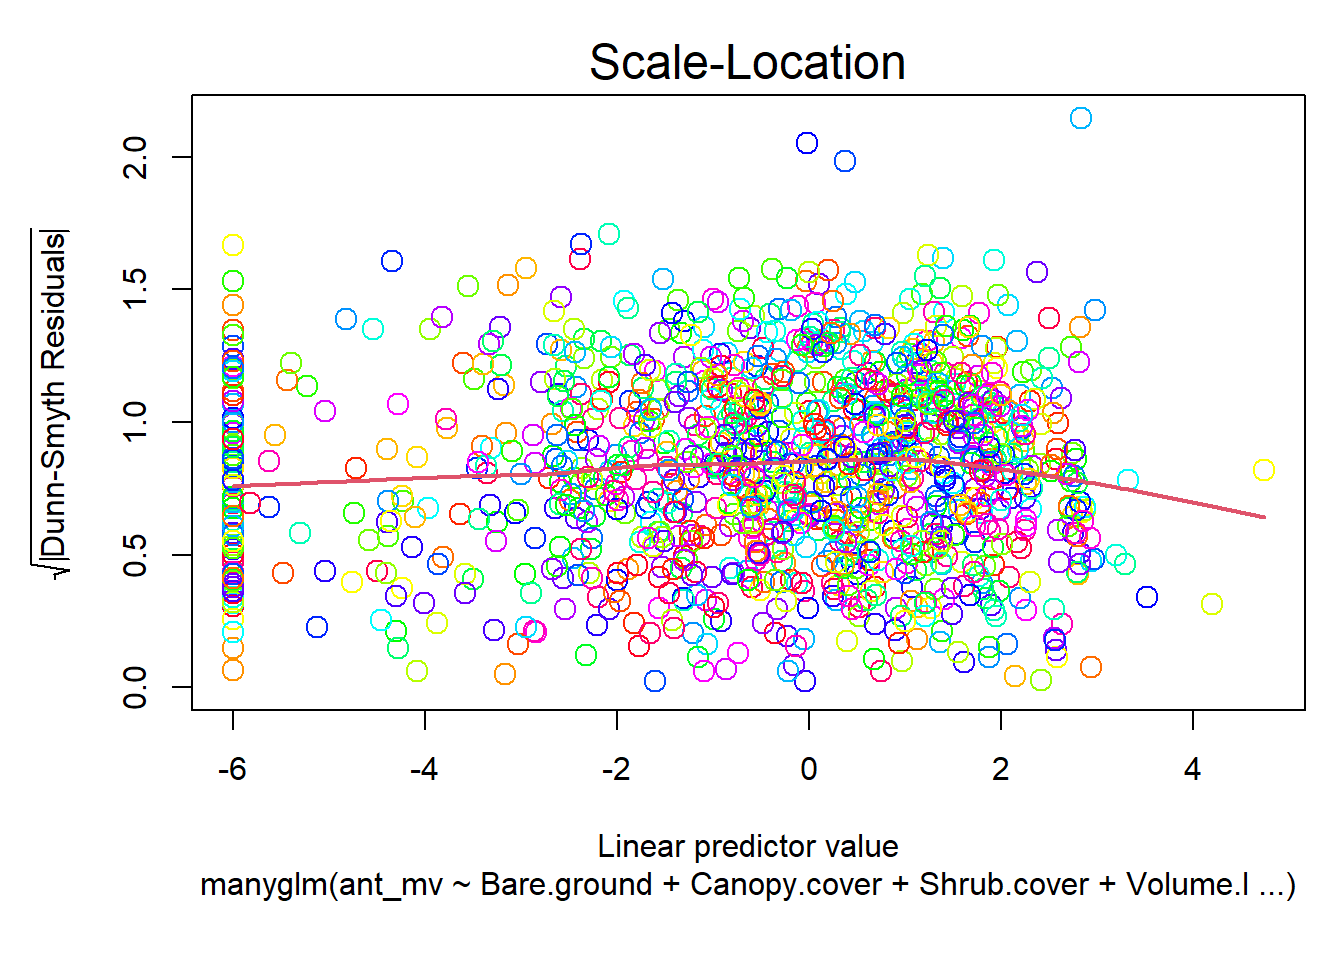 Scale-Location
√|Dunn-Smyth Residuals|
2.0
1.5
1.0
0.5
0.0
-6 -4 -2 0 2 4
Linear predictor value
manyglm(ant_mv ~ Bare.ground + Canopy.cover + Shrub.cover + Volume.l ...)